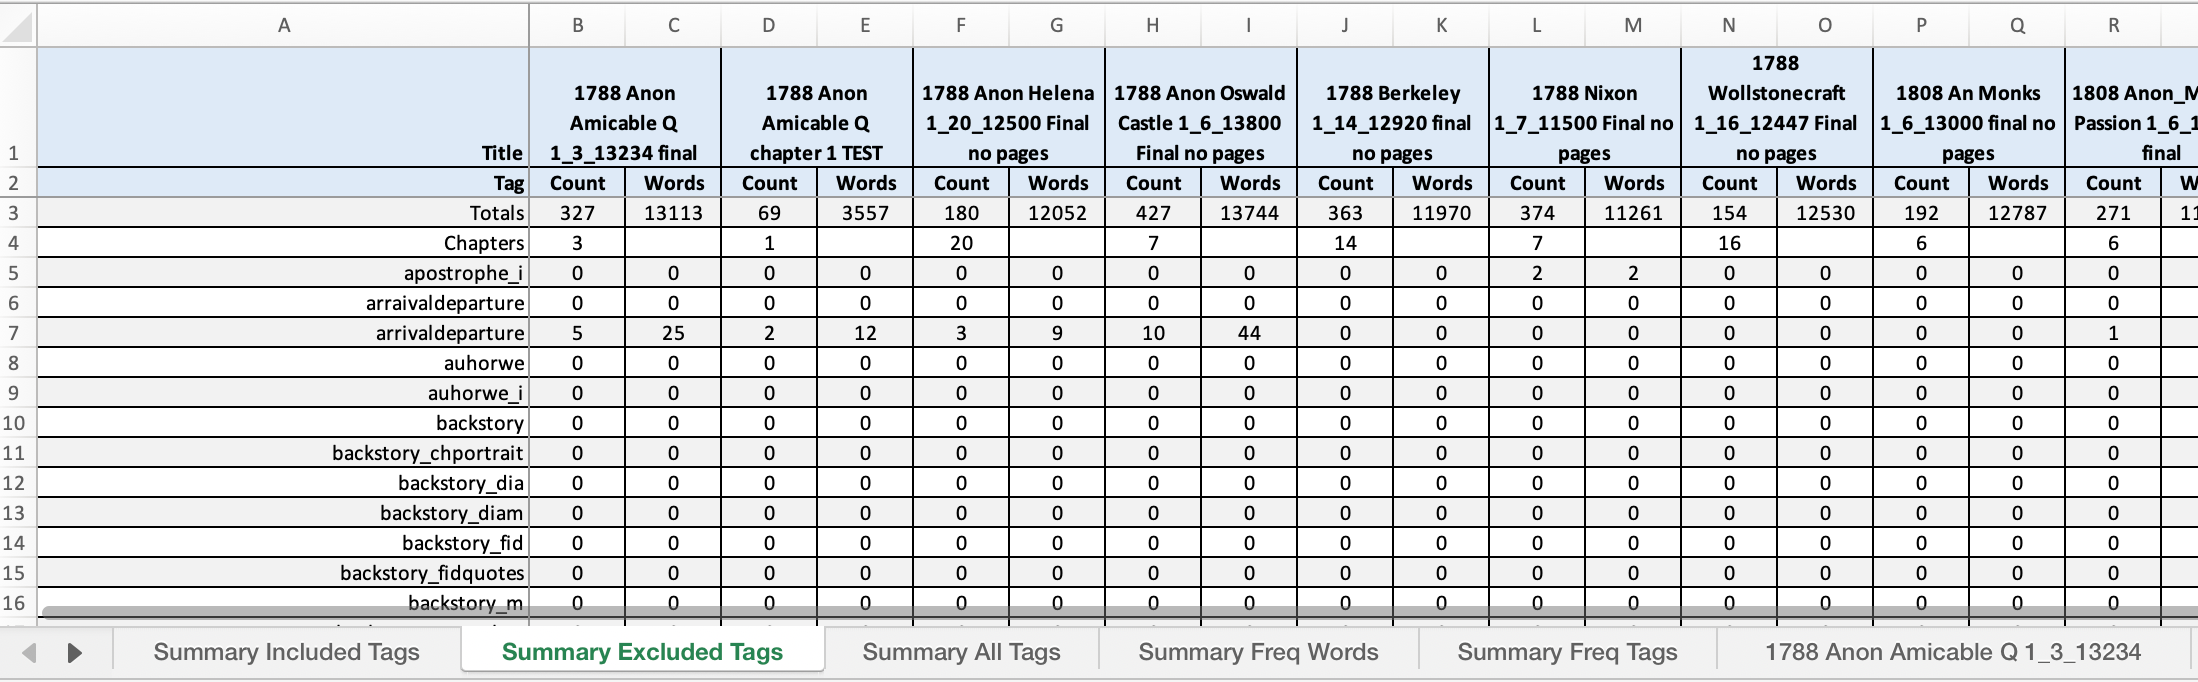 A B C D E F G H I J K L M N O P Q R
1 Title 1788 Anon Amicable Q 1_3_13234 final 1788 Anon Amicable Q chapter 1 TEST 1788 Anon Helena 1_20_12500 Final no pages 1788 Anon Oswald Castle 1_6_13800 Final no pages 1788 Berkeley 1_14_12920 final no pages 1788 Nixon 1_7_11500 Final no pages 1788 Wollstonecraft 1_16_12447 Final no pages 1808 An Monks 1_6_13000 final no pages 1808 Anon_M Passion 1_6_1 final
2 Tag Count Words Count Words Count Words Count Words Count Words Count Words Count Words Count Words Count W
3 Totals 327 13113 69 3557 180 12052 427 13744 363 11970 374 11261 154 12530 192 12787 271 11
4 Chapters 3 1 20 7 14 7 16 6 6
5 apostrophe_i 0 0 0 0 0 0 0 0 0 0 2 2 0 0 0 0 0
6 arraivaldeparture 0 0 0 0 0 0 0 0 0 0 0 0 0 0 0 0 0
7 arrivaldeparture 5 25 2 12 3 9 10 44 0 0 0 0 0 0 0 0 1
8 auhorwe 0 0 0 0 0 0 0 0 0 0 0 0 0 0 0 0 0
9 auhorwe_i 0 0 0 0 0 0 0 0 0 0 0 0 0 0 0 0 0
10 backstory 0 0 0 0 0 0 0 0 0 0 0 0 0 0 0 0 0
11 backstory_chportrait 0 0 0 0 0 0 0 0 0 0 0 0 0 0 0 0 0
12 backstory_dia 0 0 0 0 0 0 0 0 0 0 0 0 0 0 0 0 0
13 backstory_diam 0 0 0 0 0 0 0 0 0 0 0 0 0 0 0 0 0
14 backstory_fid 0 0 0 0 0 0 0 0 0 0 0 0 0 0 0 0 0
15 backstory_fidquotes 0 0 0 0 0 0 0 0 0 0 0 0 0 0 0 0 0
16 backstory_m 0 0 0 0 0 0 0 0 0 0 0 0 0 0 0 0 0
Summary Included Tags Summary Excluded Tags Summary All Tags Summary Freq Words Summary Freq Tags 1788 Anon Amicable Q 1_3_13234